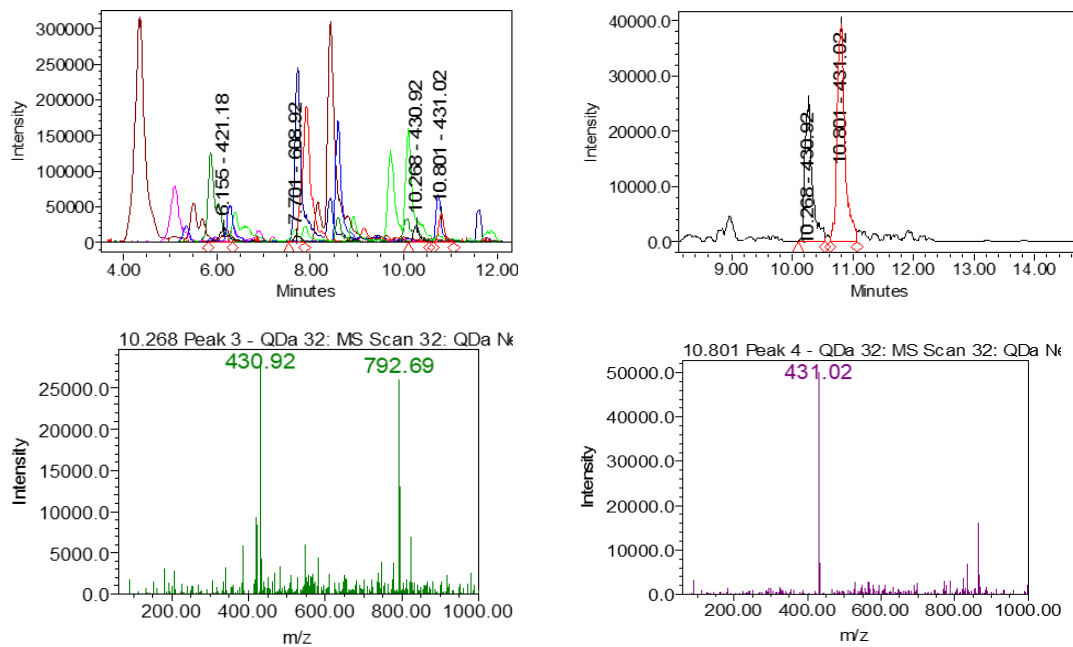 300000
250000
200000
150000
100000
50000
0
Intensity
6.155 - 421.18
7.701 - 608.92
10.268 - 430.92
10.801 - 431.02
4.00 6.00 8.00 10.00 12.00
Minutes
40000.0
30000.0
20000.0
10000.0
0.0
Intensity
10.268 - 430.92
10.801 - 431.02
9.00 10.00 11.00 12.00 13.00 14.00
Minutes
10.268 Peak 3 - QDa 32: MS Scan 32: QDa Ne
430.92
792.69
25000.0
20000.0
15000.0
10000.0
5000.0
0.0
Intensity
200.00 400.00 600.00 800.00 1000.00
m/z
10.801 Peak 4 - QDa 32: MS Scan 32: QDa Ne
431.02
50000.0
40000.0
30000.0
20000.0
10000.0
0.0
Intensity
200.00 400.00 600.00 800.00 1000.00
m/z